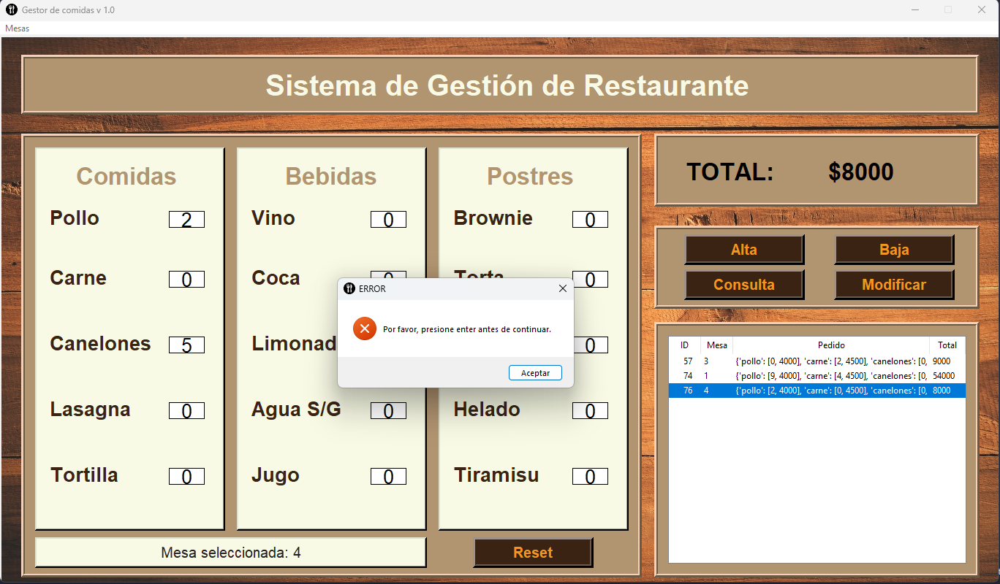 Gestor de comidas v 1.0
Mesas
Sistema de Gestión de Restaurante
Comidas
Pollo 2
Carne 0
Canelones 5
Lasagna 0
Tortilla 0
Bebidas
Vino 0
Coca
Limonad
Agua S/G 0
Jugo 0
Postres
Brownie 0
Torta 0
0
Helado 0
Tiramisu 0
Mesa seleccionada: 4
Reset
ERROR
Por favor, presione enter antes de continuar.
Aceptar
TOTAL: $8000
Alta Baja
Consulta Modificar
ID Mesa Pedido Total
57 3 {'pollo': [0, 4000], 'carne': [2, 4500], 'canelones': [0, 9000
74 1 {'pollo': [9, 4000], 'carne': [4, 4500], 'canelones': [0, 54000
76 4 {'pollo': [2, 4000], 'carne': [0, 4500], 'canelones': [0, 8000